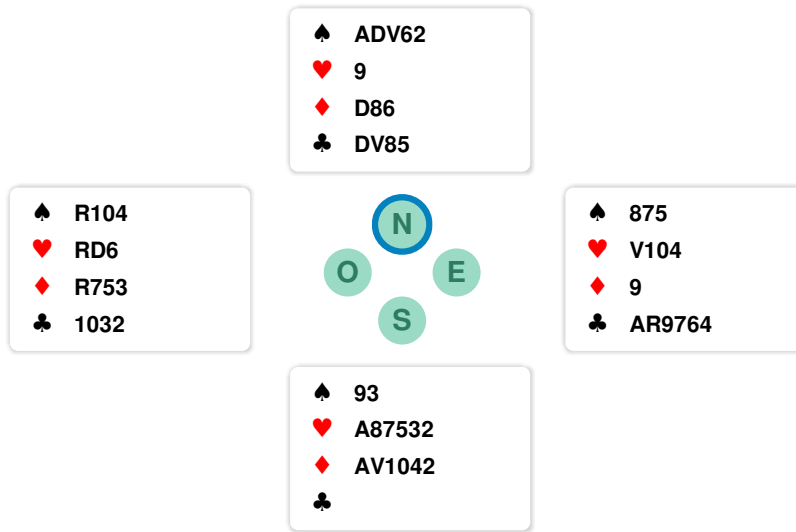 ♠ ADV62
♥ 9
♦ D86
♣ DV85
♠ R104
♥ RD6
♦ R753
♣ 1032
N
O
E
S
♠ 875
♥ V104
♦ 9
♣ AR9764
♠ 93
♥ A87532
♦ AV1042
♣